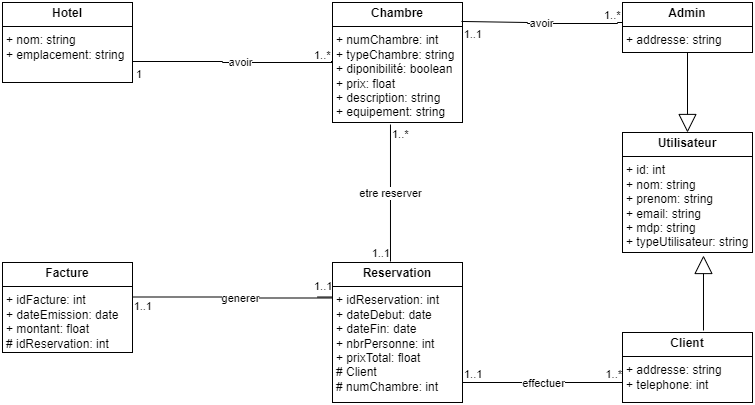 Hotel
+ nom: string
+ emplacement: string
1
avoir
1..*
Chambre
+ numChambre: int
+ typeChambre: string
+ diponibilité: boolean
+ prix: float
+ description: string
+ equipement: string
1..1
avoir
1..*
Admin
+ adresse: string
Utilisateur
+ id: int
+ nom: string
+ prenom: string
+ email: string
+ mdp: string
+ typeUtilisateur: string
1..*
etre reserver
1..1
Facture
+ idFacture: int
+ dateEmission: date
+ montant: float
# idReservation: int
1..1
generer
1..1
Reservation
+ idReservation: int
+ dateDebut: date
+ dateFin: date
+ nbrPersonne: int
+ prixTotal: float
# Client
# numChambre: int
1..1
effectuer
1..*
Client
+ adresse: string
+ telephone: int